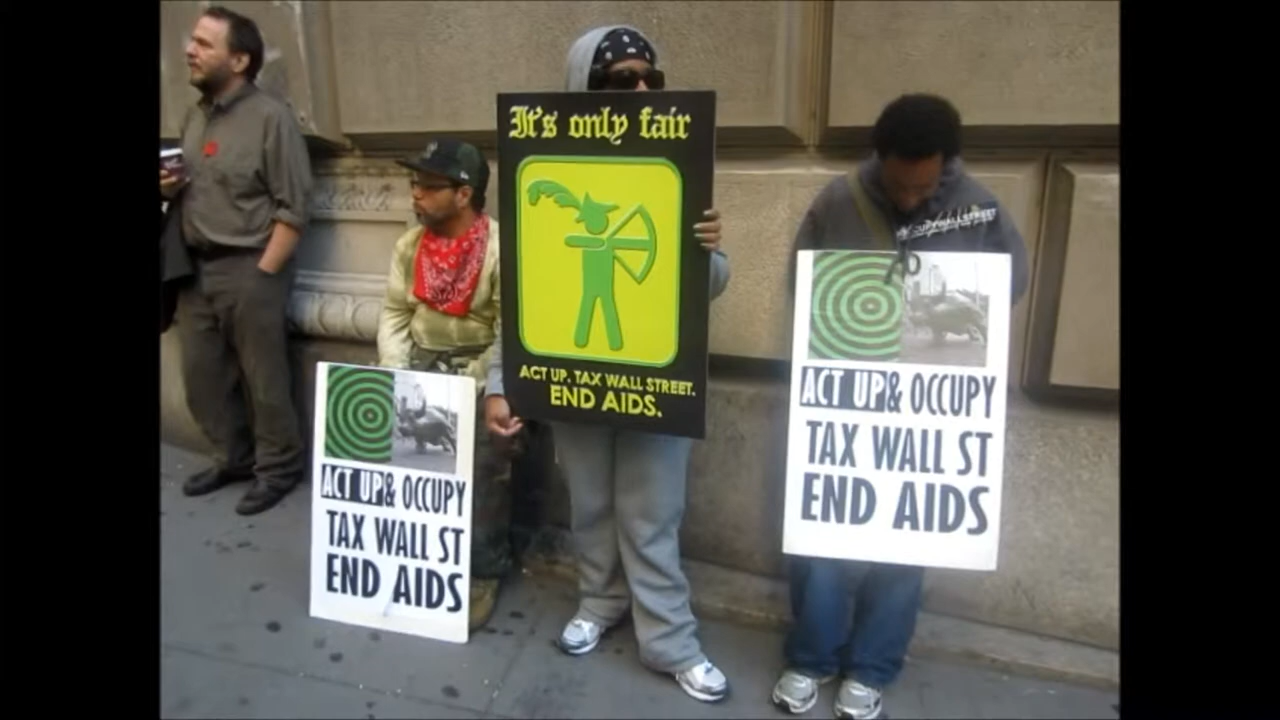 It's only fair
ACT UP. TAX WALL STREET.
END AIDS.
ACT UP & OCCUPY
TAX WALL ST
END AIDS
ACT UP & OCCUPY
TAX WALL ST
END AIDS